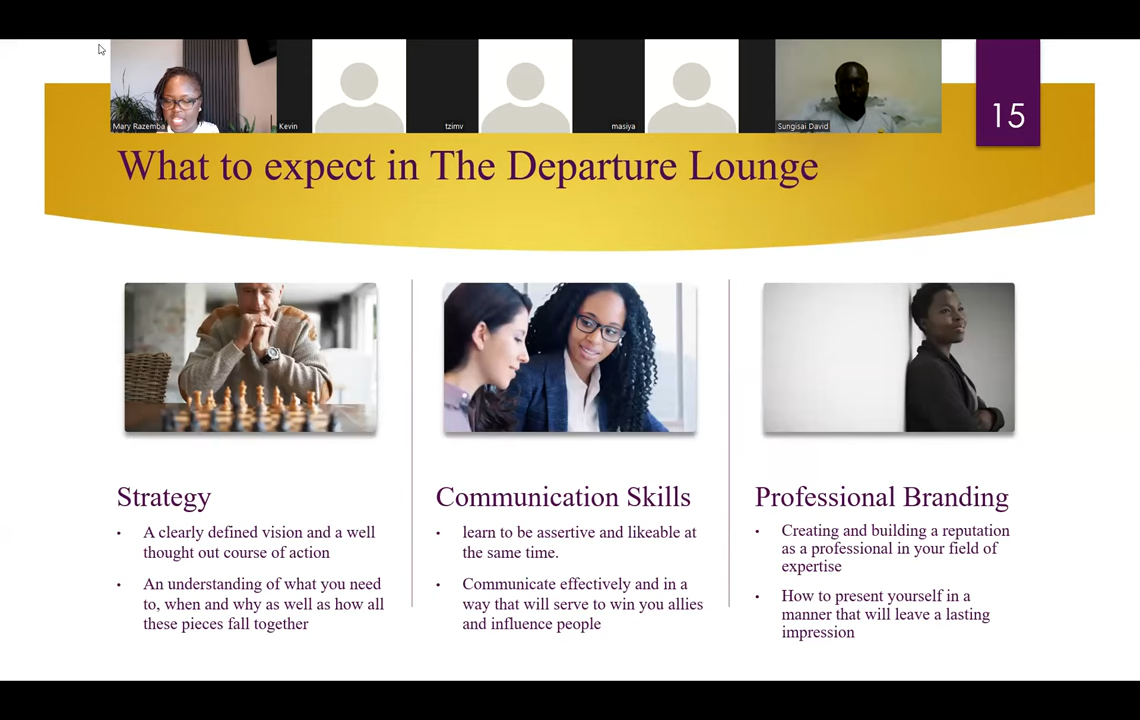 Mary Razemba
Kevin
tzimv
masiya
Sungisai David
15
What to expect in The Departure Lounge
Strategy
• A clearly defined vision and a well
thought out course of action
• An understanding of what you need
to, when and why as well as how all
these pieces fall together
Communication Skills
• learn to be assertive and likeable at
the same time.
• Communicate effectively and in a
way that will serve to win you allies
and influence people
Professional Branding
• Creating and building a reputation
as a professional in your field of
expertise
• How to present yourself in a
manner that will leave a lasting
impression